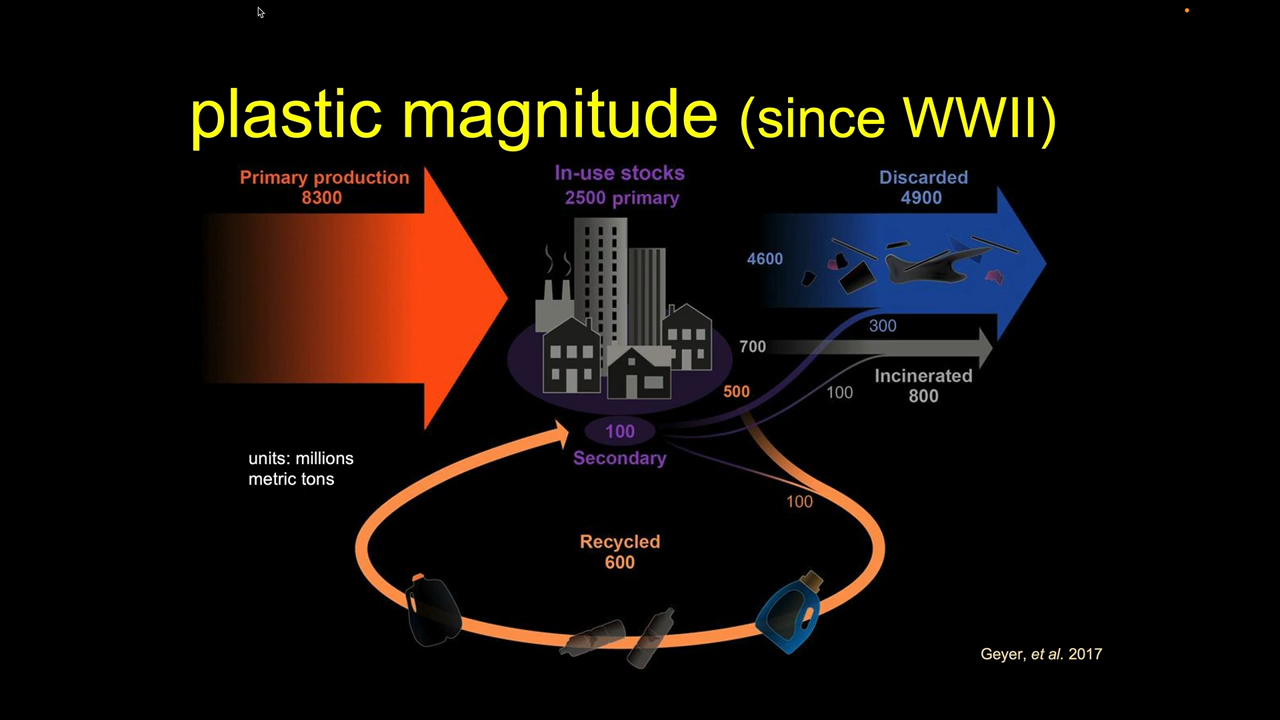 plastic magnitude (since WWII)
Primary production
8300
In-use stocks
2500 primary
Discarded
4900
4600
300
700
Incinerated
800
500
100
100
Secondary
units: millions
metric tons
100
Recycled
600
Geyer, et al. 2017